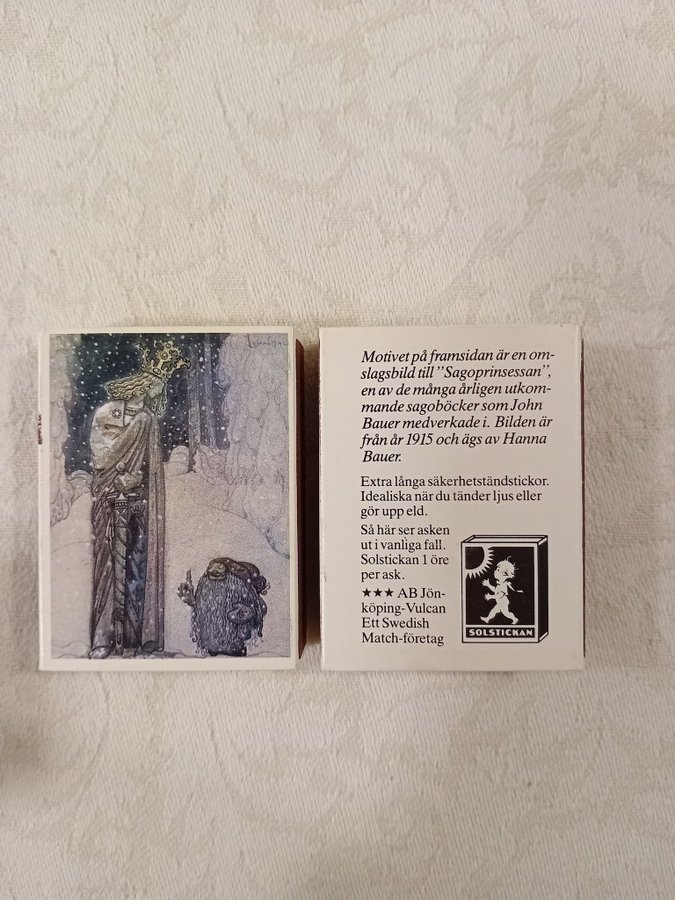 Motivet på framsidan är en om-
slagsbild till ”Sagoprinsessan”,
en av de många årligen utkom-
mande sagoböcker som John
Bauer medverkade i. Bilden är
från år 1915 och ägs av Hanna
Bauer.
Extra långa säkerhetständstickor.
Idealiska när du tänder ljus eller
gör upp eld.
Så här ser asken
ut i vanliga fall.
Solstickan 1 öre
per ask.
★★★ AB Jön-
köping-Vulcan
Ett Swedish
Match-företag
SOLSTICKAN